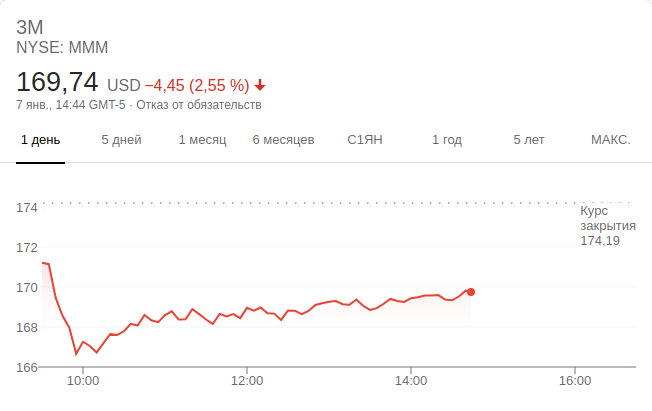 3M
NYSE: MMM
169,74 USD −4,45 (2,55 %)
7 янв., 14:44 GMT-5 · Отказ от обязательств
1 день 5 дней 1 месяц 6 месяцев С1ЯН 1 год 5 лет МАКС.
174
Курс
закрытия
174,19
172
170
168
166
10:00 12:00 14:00 16:00